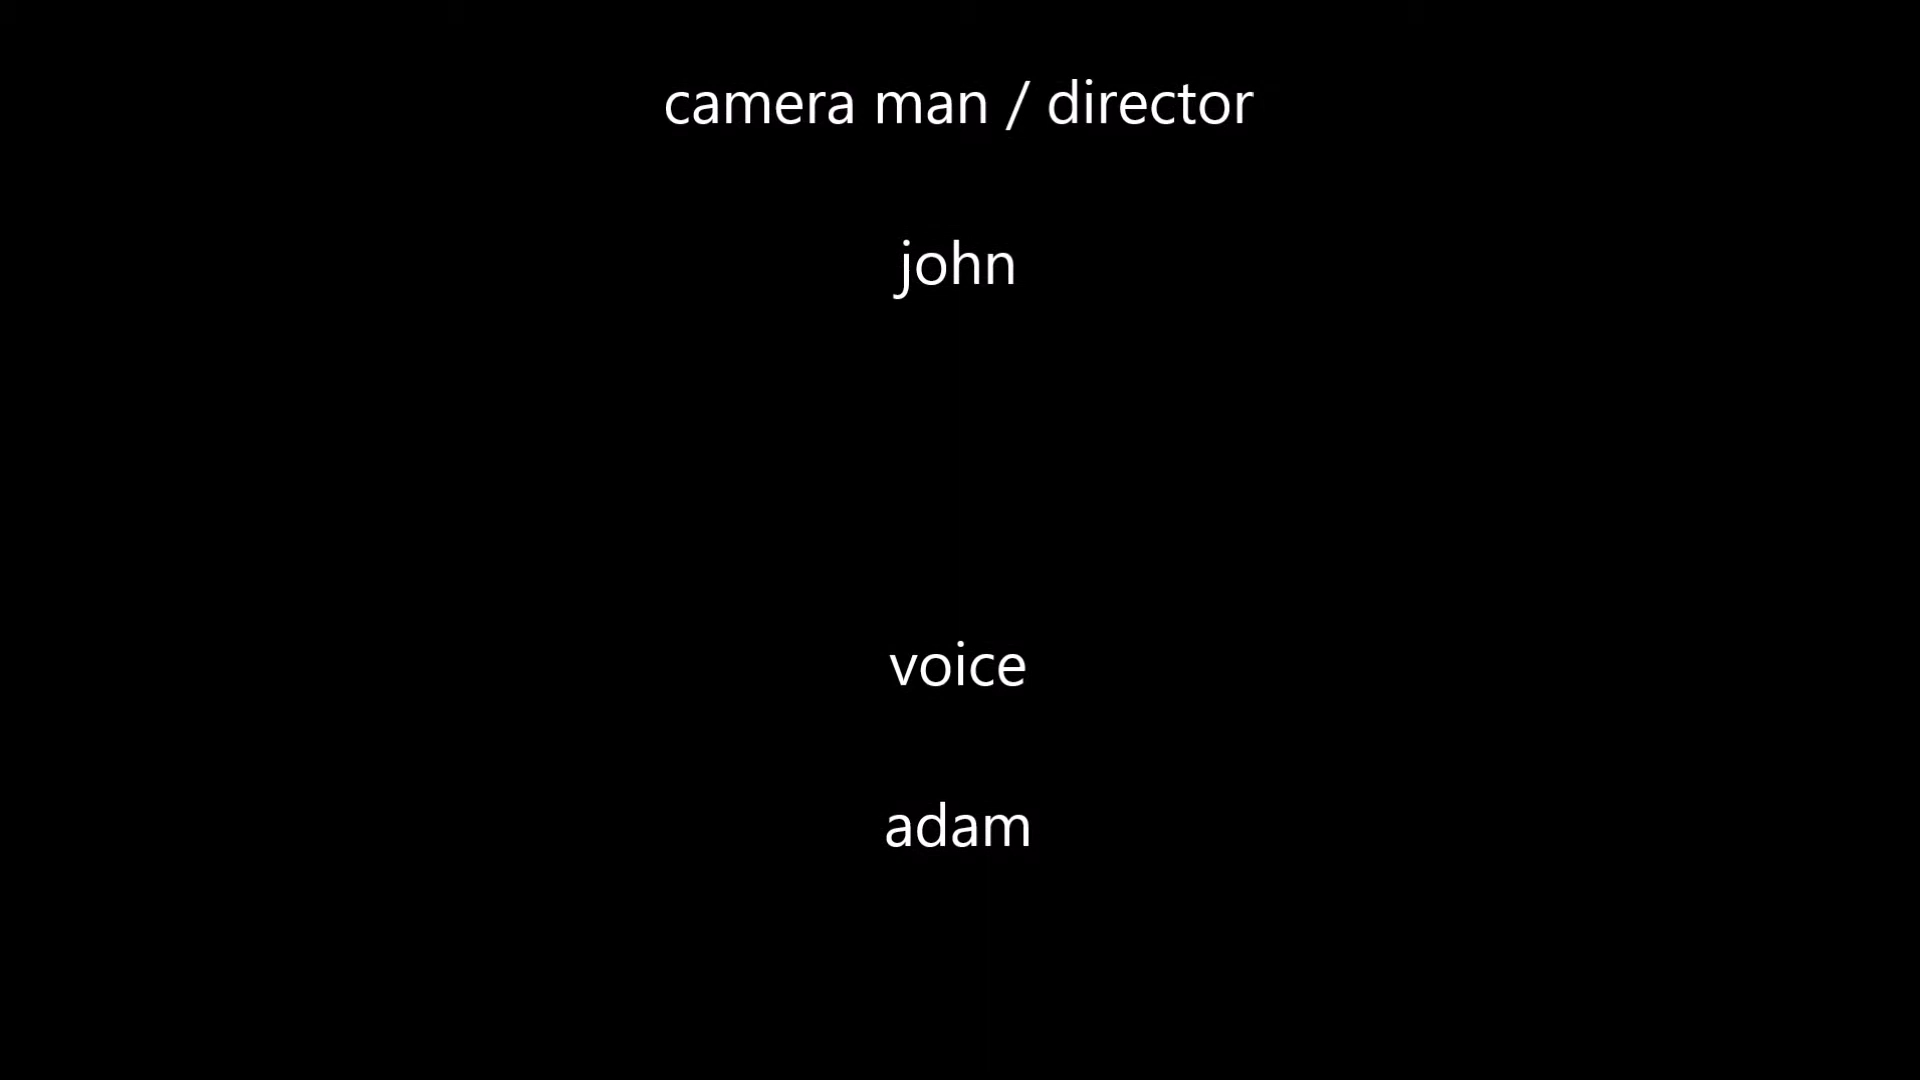 camera man / director
john
voice
adam